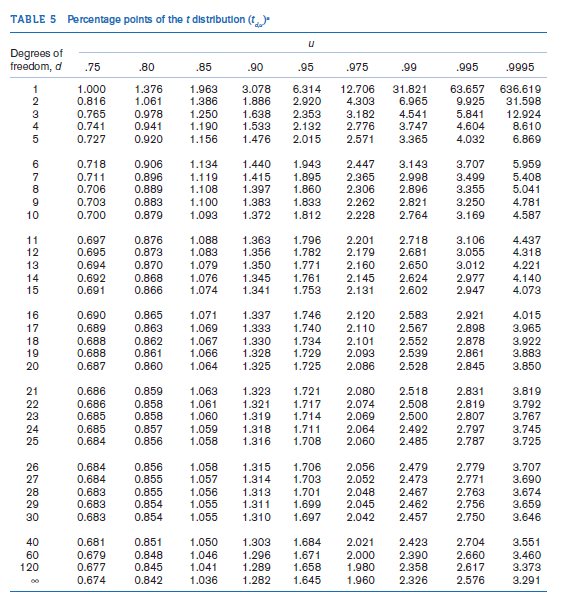 TABLE 5 Percentage points of the t distribution (t d,u)a
u
Degrees of
freedom, d .75 .80 .85 .90 .95 .975 .99 .995 .9995
1 1.000 1.376 1.963 3.078 6.314 12.706 31.821 63.657 636.619
2 0.816 1.061 1.386 1.886 2.920 4.303 6.965 9.925 31.598
3 0.765 0.978 1.250 1.638 2.353 3.182 4.541 5.841 12.924
4 0.741 0.941 1.190 1.533 2.132 2.776 3.747 4.604 8.610
5 0.727 0.920 1.156 1.476 2.015 2.571 3.365 4.032 6.869
6 0.718 0.906 1.134 1.440 1.943 2.447 3.143 3.707 5.959
7 0.711 0.896 1.119 1.415 1.895 2.365 2.998 3.499 5.408
8 0.706 0.889 1.108 1.397 1.860 2.306 2.896 3.355 5.041
9 0.703 0.883 1.100 1.383 1.833 2.262 2.821 3.250 4.781
10 0.700 0.879 1.093 1.372 1.812 2.228 2.764 3.169 4.587
11 0.697 0.876 1.088 1.363 1.796 2.201 2.718 3.106 4.437
12 0.695 0.873 1.083 1.356 1.782 2.179 2.681 3.055 4.318
13 0.694 0.870 1.079 1.350 1.771 2.160 2.650 3.012 4.221
14 0.692 0.868 1.076 1.345 1.761 2.145 2.624 2.977 4.140
15 0.691 0.866 1.074 1.341 1.753 2.131 2.602 2.947 4.073
16 0.690 0.865 1.071 1.337 1.746 2.120 2.583 2.921 4.015
17 0.689 0.863 1.069 1.333 1.740 2.110 2.567 2.898 3.965
18 0.688 0.862 1.067 1.330 1.734 2.101 2.552 2.878 3.922
19 0.688 0.861 1.066 1.328 1.729 2.093 2.539 2.861 3.883
20 0.687 0.860 1.064 1.325 1.725 2.086 2.528 2.845 3.850
21 0.686 0.859 1.063 1.323 1.721 2.080 2.518 2.831 3.819
22 0.686 0.858 1.061 1.321 1.717 2.074 2.508 2.819 3.792
23 0.685 0.858 1.060 1.319 1.714 2.069 2.500 2.807 3.767
24 0.685 0.857 1.059 1.318 1.711 2.064 2.492 2.797 3.745
25 0.684 0.856 1.058 1.316 1.708 2.060 2.485 2.787 3.725
26 0.684 0.856 1.058 1.315 1.706 2.056 2.479 2.779 3.707
27 0.684 0.855 1.057 1.314 1.703 2.052 2.473 2.771 3.690
28 0.683 0.855 1.056 1.313 1.701 2.048 2.467 2.763 3.674
29 0.683 0.854 1.055 1.311 1.699 2.045 2.462 2.756 3.659
30 0.683 0.854 1.055 1.310 1.697 2.042 2.457 2.750 3.646
40 0.681 0.851 1.050 1.303 1.684 2.021 2.423 2.704 3.551
60 0.679 0.848 1.046 1.296 1.671 2.000 2.390 2.660 3.460
120 0.677 0.845 1.041 1.289 1.658 1.980 2.358 2.617 3.373
∞ 0.674 0.842 1.036 1.282 1.645 1.960 2.326 2.576 3.291